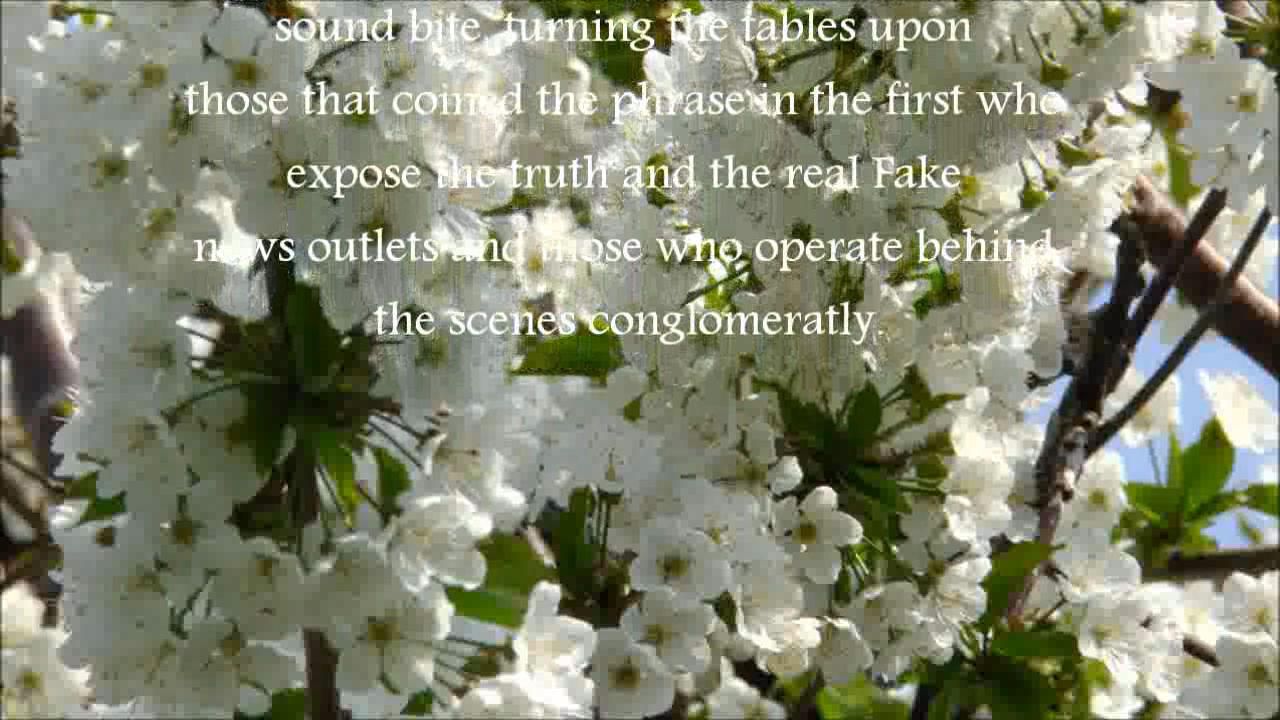 sound bite, turning the tables upon
those that coined the phrase in the first who
expose the truth and the real Fake
news outlets and those who operate behind
the scenes conglomeratly.